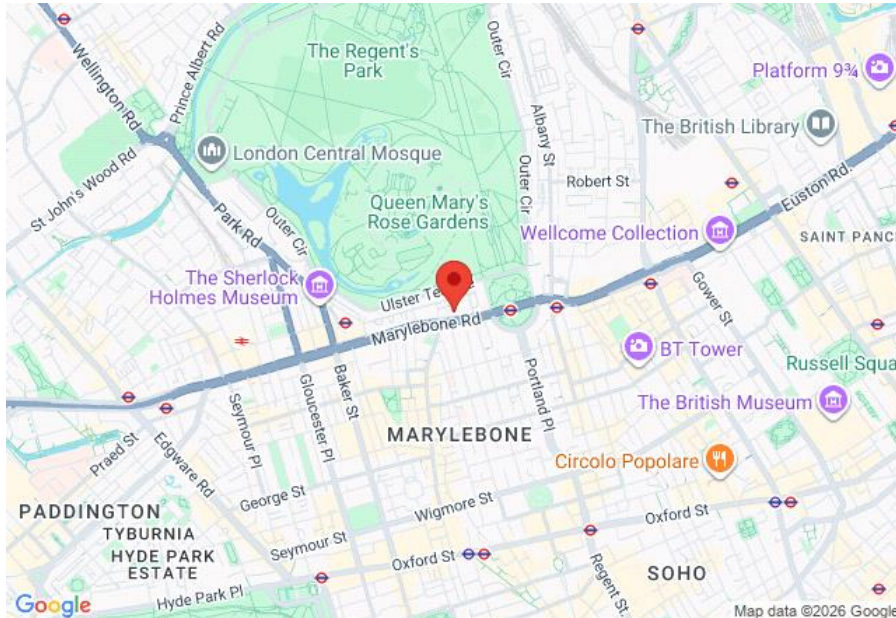 The Regent's
Park
Outer Cir
Wellington Rd
Prince Albert Rd
Platform 9¾
The British Library
Albany St
London Central Mosque
Outer Cir
St John's Wood Rd
Robert St
Euston Rd.
Queen Mary's
Rose Gardens
Park Rd
Outer Cir
Wellcome Collection
SAINT PANC
The Sherlock
Holmes Museum
Ulster Te
Marylebone Rd
Gower St
BT Tower
Russell Squa
Portland Pl
Baker St
Gloucester Pl
Seymour Pl
The British Museum
MARYLEBONE
Edgware Rd
Praed St
Circolo Popolare
George St
Wigmore St
PADDINGTON
TYBURNIA
HYDE PARK
ESTATE
Oxford St
Seymour St
Oxford St
SOHO
Regent St.
Hyde Park Pl
Google
Map data ©2026 Google